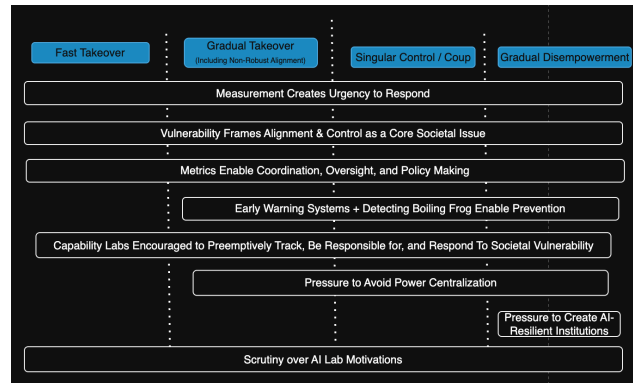 Fast Takeover
Gradual Takeover
(Including Non-Robust Alignment)
Singular Control / Coup
Gradual Disempowerment
Measurement Creates Urgency to Respond
Vulnerability Frames Alignment & Control as a Core Societal Issue
Metrics Enable Coordination, Oversight, and Policy Making
Early Warning Systems + Detecting Boiling Frog Enable Prevention
Capability Labs Encouraged to Preemptively Track, Be Responsible for, and Respond To Societal Vulnerability
Pressure to Avoid Power Centralization
Pressure to Create AI-
Resilient Institutions
Scrutiny over AI Lab Motivations